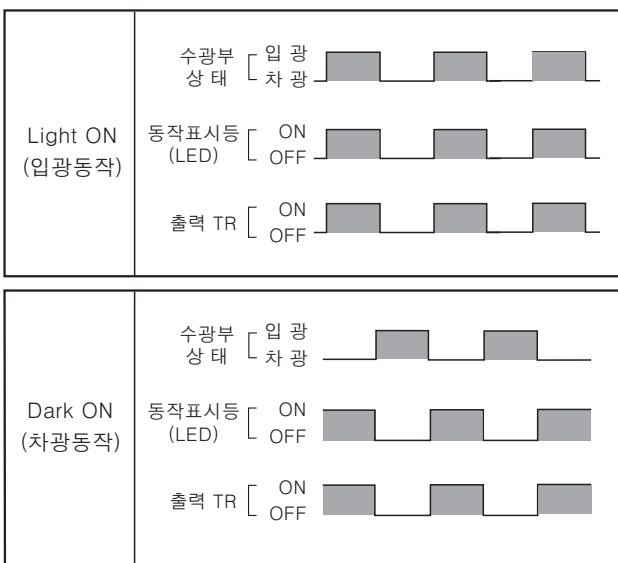 Light ON
(입광동작)
수광부 입 광
상 태 차 광
동작표시등 ON
(LED) OFF
출력 TR ON
OFF
Dark ON
(차광동작)
수광부 입 광
상 태 차 광
동작표시등 ON
(LED) OFF
출력 TR ON
OFF